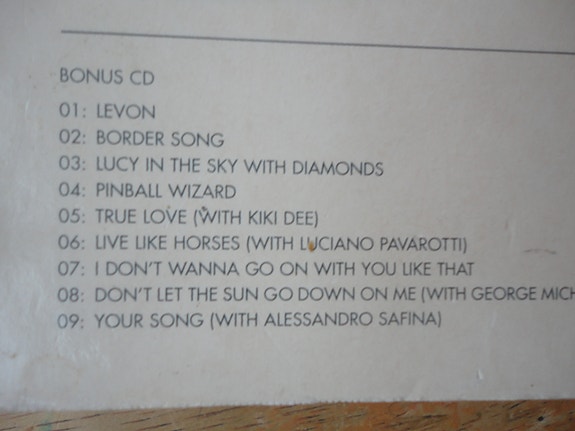 BONUS CD
01: LEVON
02: BORDER SONG
03: LUCY IN THE SKY WITH DIAMONDS
04: PINBALL WIZARD
05: TRUE LOVE (WITH KIKI DEE)
06: LIVE LIKE HORSES (WITH LUCIANO PAVAROTTI)
07: I DON'T WANNA GO ON WITH YOU LIKE THAT
08: DON'T LET THE SUN GO DOWN ON ME (WITH GEORGE
09: YOUR SONG (WITH ALESSANDRO SAFINA)